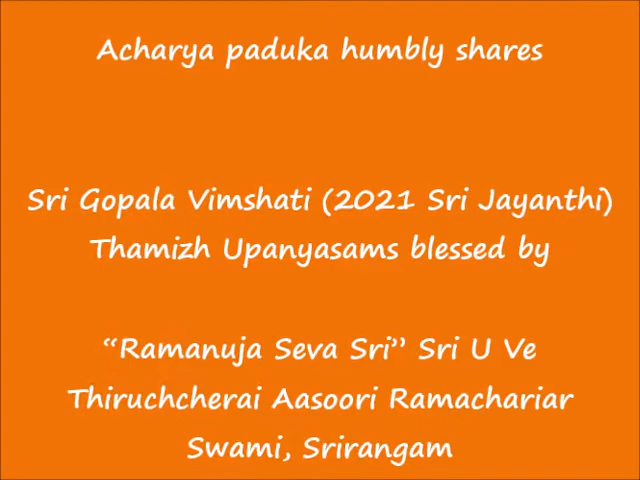 Acharya paduka humbly shares
Sri Gopala Vimshati (2021 Sri Jayanthi)
Thamizh Upanyasams blessed by
“Ramanuja Seva Sri” Sri U Ve
Thiruchcherai Aasoori Ramachariar
Swami, Srirangam